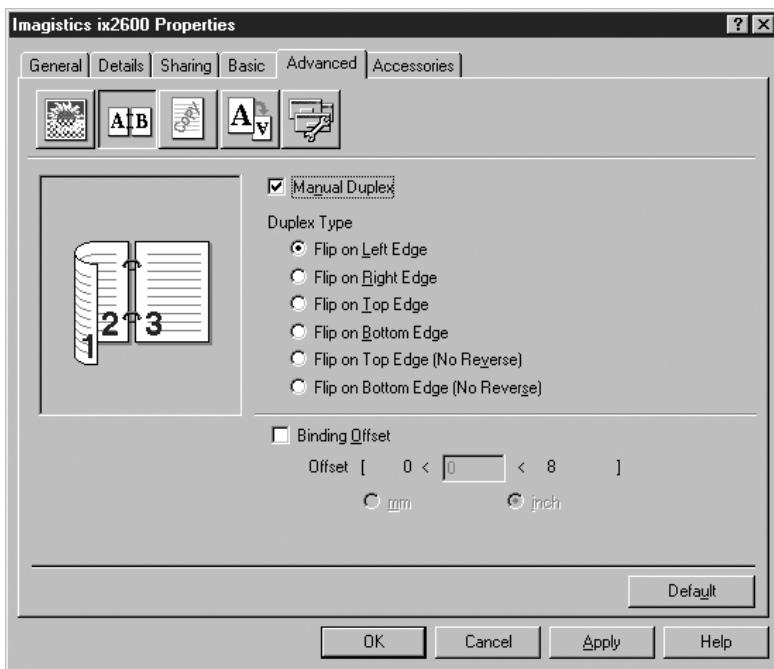 Imagistics ix2600 Properties
?
General Details Sharing Basic Advanced Accessories
A B
COPY
A A
1 2 3
Manual Duplex
Duplex Type
Flip on Left Edge
Flip on Right Edge
Flip on Top Edge
Flip on Bottom Edge
Flip on Top Edge (No Reverse)
Flip on Bottom Edge (No Reverse)
Binding Offset
Offset [ 0 < 0 < 8 ]
mm inch
Default
OK Cancel Apply Help